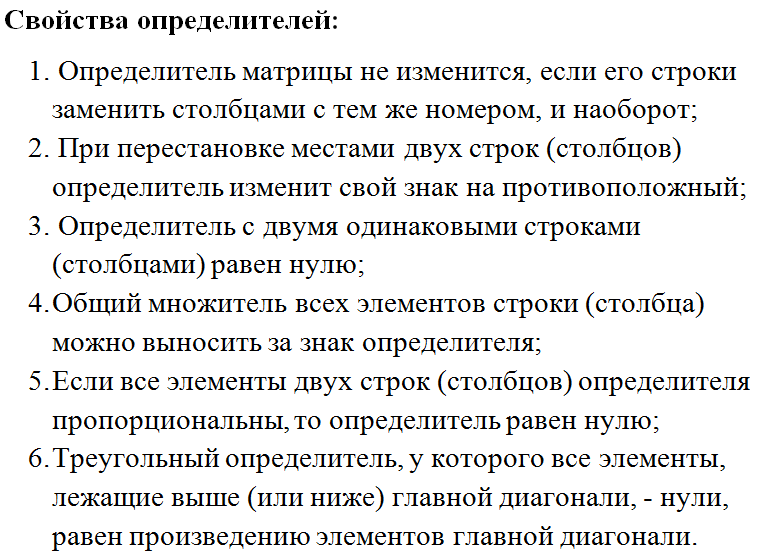 Свойства определителей:
1. Определитель матрицы не изменится, если его строки
заменить столбцами с тем же номером, и наоборот;
2. При перестановке местами двух строк (столбцов)
определитель изменит свой знак на противоположный;
3. Определитель с двумя одинаковыми строками
(столбцами) равен нулю;
4. Общий множитель всех элементов строки (столбца)
можно выносить за знак определителя;
5. Если все элементы двух строк (столбцов) определителя
пропорциональны, то определитель равен нулю;
6. Треугольный определитель, у которого все элементы,
лежащие выше (или ниже) главной диагонали, - нули,
равен произведению элементов главной диагонали.